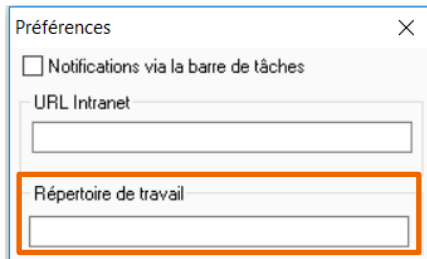 Préférences
Notifications via la barre de tâches
URL Intranet
Répertoire de travail